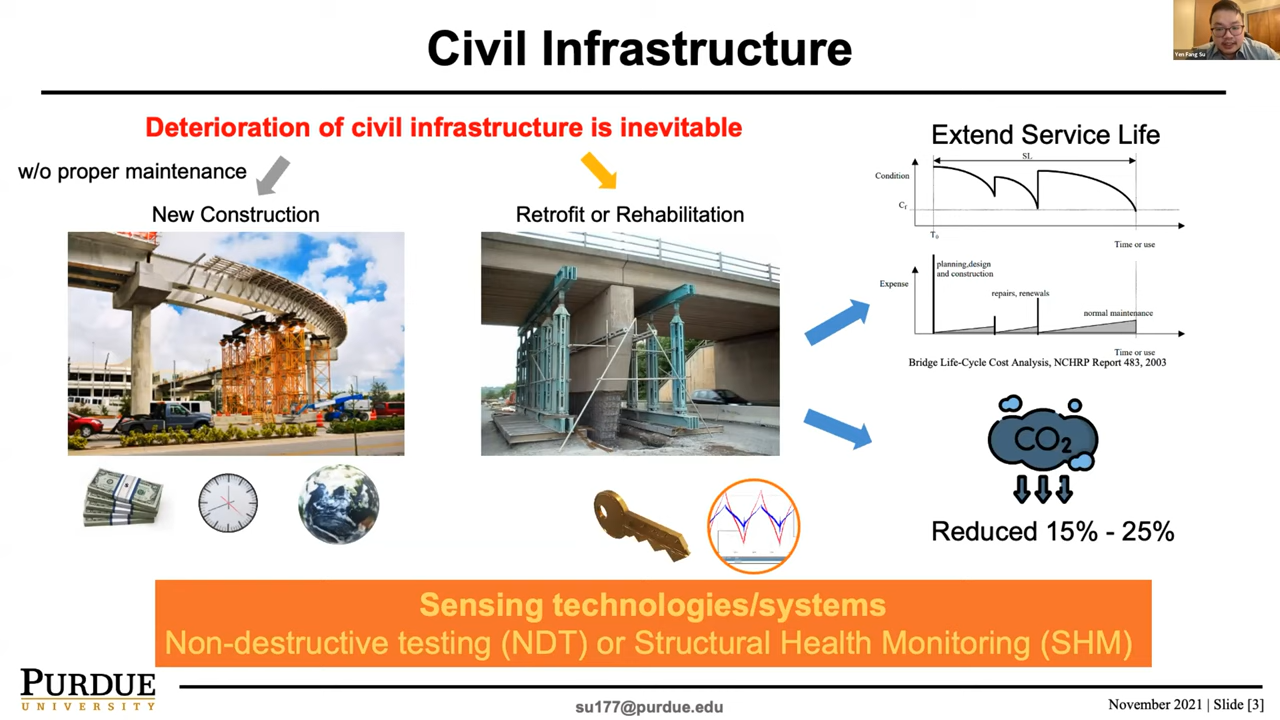 Civil Infrastructure
Yen Fang Su
Deterioration of civil infrastructure is inevitable
w/o proper maintenance
New Construction
Retrofit or Rehabilitation
Extend Service Life
SL
Condition
Cf
T0
Time or use
planning,design
and construction
Expense
repairs, renewals
normal maintenance
Time or use
Bridge Life-Cycle Cost Analysis, NCHRP Report 483, 2003
CO2
Reduced 15% - 25%
Sensing technologies/systems
Non-destructive testing (NDT) or Structural Health Monitoring (SHM)
PURDUE
UNIVERSITY
su177@purdue.edu
November 2021 | Slide [3]